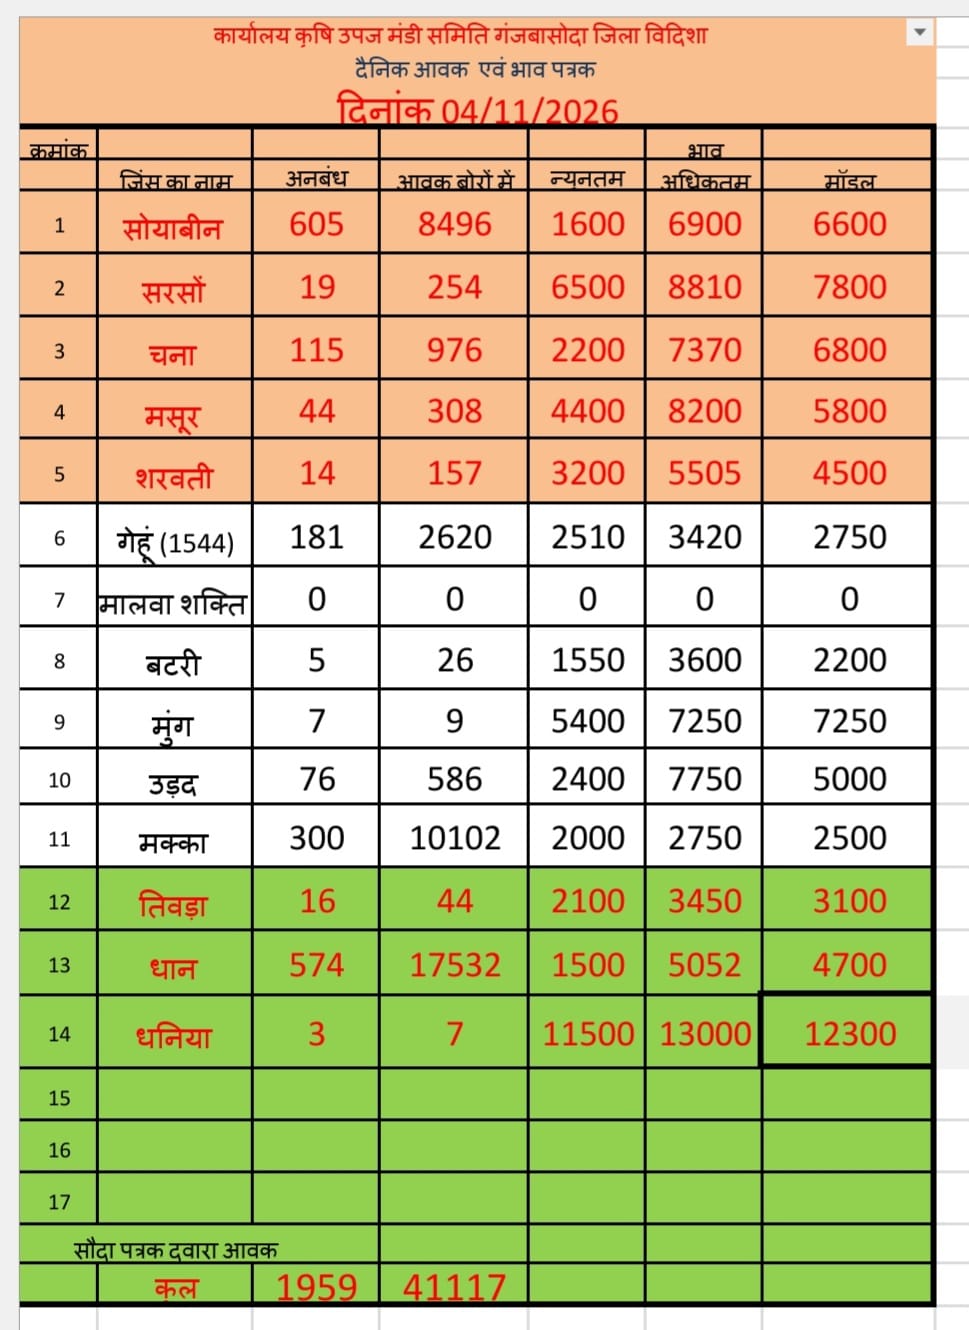 कार्यालय कृषि उपज मंडी समिति गंजबासोदा जिला विदिशा
दैनिक आवक एवं भाव पत्रक
दिनांक 04/11/2026
क्रमांक भाव
जिंस का नाम अनबंध आवक बोरों में न्यूनतम अधिकतम मॉडल
1 सोयाबीन 605 8496 1600 6900 6600
2 सरसों 19 254 6500 8810 7800
3 चना 115 976 2200 7370 6800
4 मसूर 44 308 4400 8200 5800
5 शरवती 14 157 3200 5505 4500
6 गेहूं (1544) 181 2620 2510 3420 2750
7 मालवा शक्ति 0 0 0 0 0
8 बटरी 5 26 1550 3600 2200
9 मुंग 7 9 5400 7250 7250
10 उड़द 76 586 2400 7750 5000
11 मक्का 300 10102 2000 2750 2500
12 तिवड़ा 16 44 2100 3450 3100
13 धान 574 17532 1500 5052 4700
14 धनिया 3 7 11500 13000 12300
15
16
17
सौदा पत्रक दवारा आवक
कुल 1959 41117